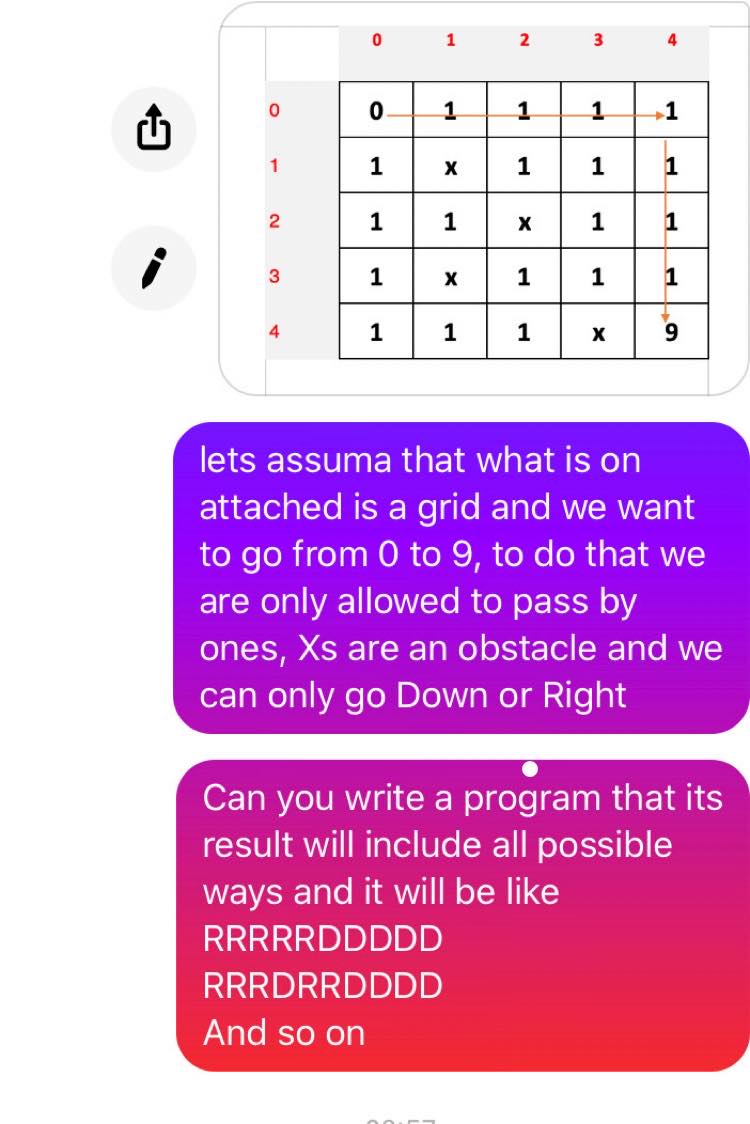 0 1 2 3 4
0 0 1 1 1 1
1 1 x 1 1 1
2 1 1 x 1 1
3 1 x 1 1 1
4 1 1 1 x 9
lets assuma that what is on
attached is a grid and we want
to go from 0 to 9, to do that we
are only allowed to pass by
ones, Xs are an obstacle and we
can only go Down or Right
Can you write a program that its
result will include all possible
ways and it will be like
RRRRRDDDDD
RRRDRRDDDD
And so on